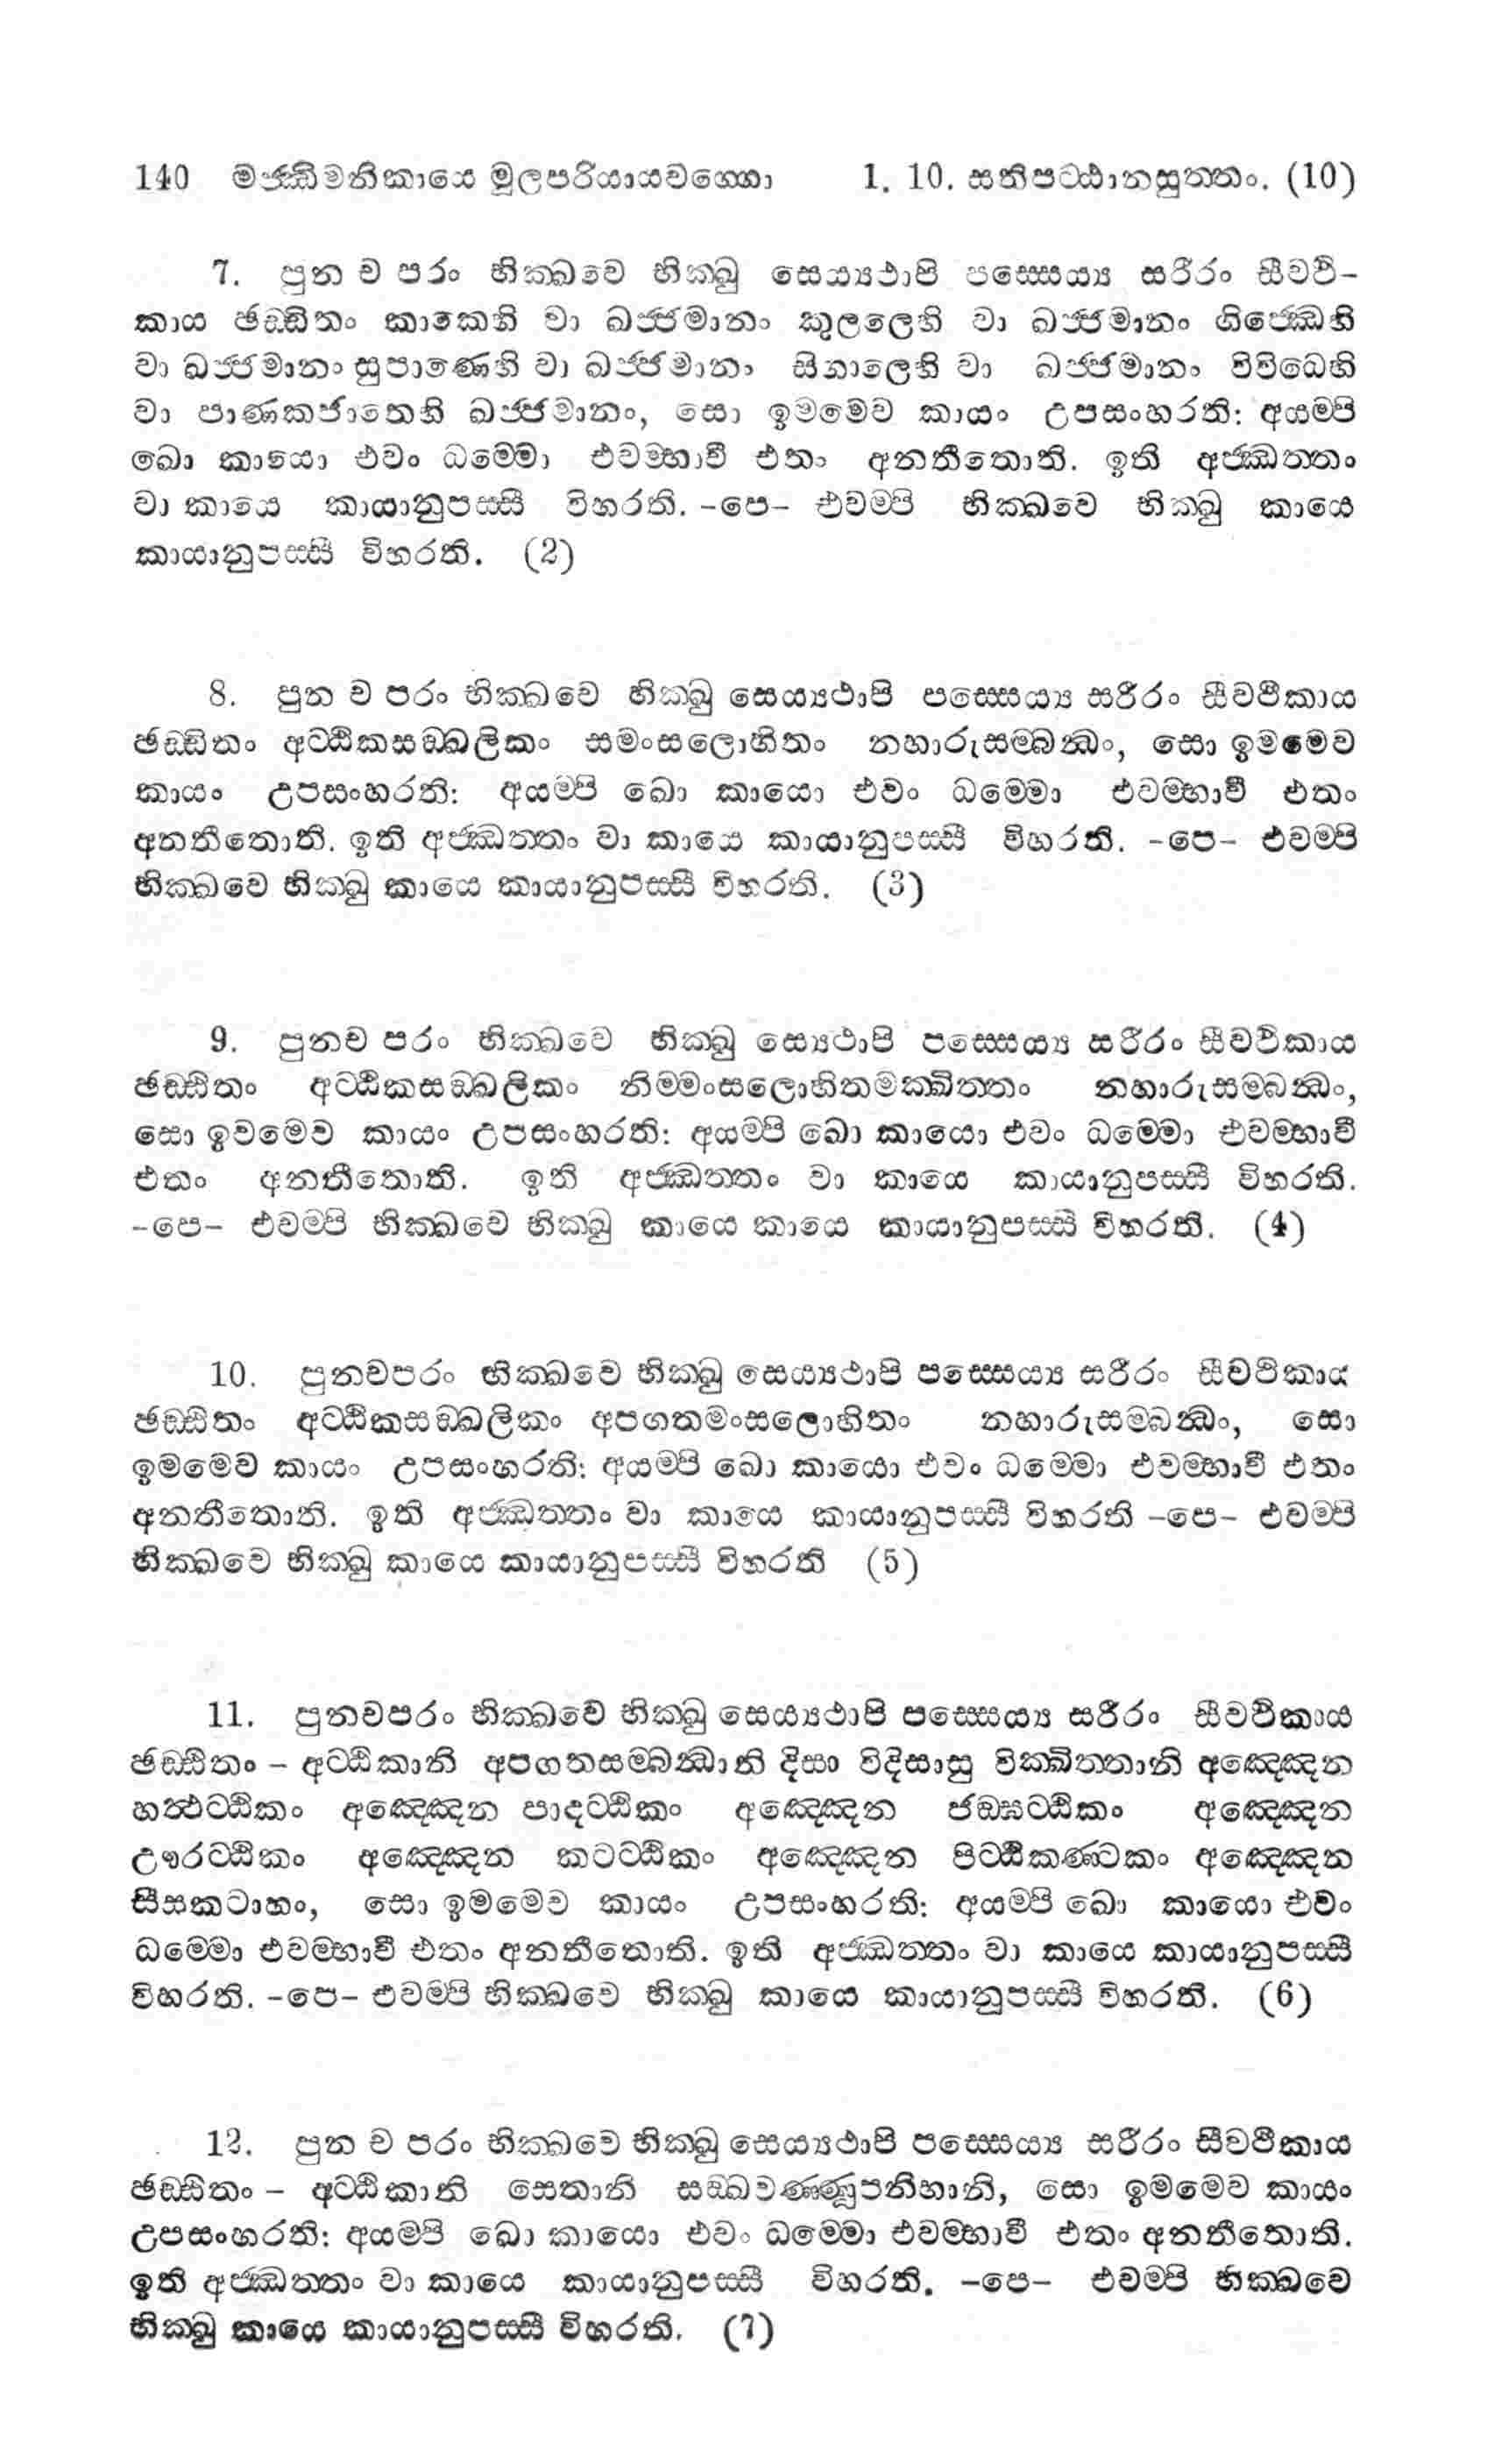 140 මජ්ඣිමනිකායෙ මූලපරියායවග්ගො 1. 10. සතිපට්ඨානසුත්තං. (10)
7. පුන ච පරං භික්ඛවෙ භික්ඛු සෙය්‍යථාපි පස්සෙය්‍ය සරීරං සීවථි-
කාය ඡඩ්ඩිතං කාකෙහි වා ඛජ්ජමානං කුලලෙහි වා ඛජ්ජමානං ගිජ්ඣෙහි
වා ඛජ්ජමානං සුපාණෙහි වා ඛජ්ජමානං සිගාලෙහි වා ඛජ්ජමානං විවිධෙහි
වා පාණකජාතෙහි ඛජ්ජමානං, සො ඉමමෙව කායං උපසංහරති: අයම්පි
ඛො කායො එවං ධම්මො එවම්භාවී එතං අනතීතොති. ඉති අජ්ඣත්තං
වා කායෙ කායානුපස්සී විහරති. -පෙ- එවම්පි භික්ඛවෙ භික්ඛු කායෙ
කායානුපස්සී විහරති. (2)
8. පුන ච පරං භික්ඛවෙ භික්ඛු සෙය්‍යථාපි පස්සෙය්‍ය සරීරං සීවථිකාය
ඡඩ්ඩිතං අට්ඨිකසඞ්ඛලිකං සමංසලොහිතං නහාරුසම්බන්ධං, සො ඉමමෙව
කායං උපසංහරති: අයම්පි ඛො කායො එවං ධම්මො එවම්භාවී එතං
අනතීතොති. ඉති අජ්ඣත්තං වා කායෙ කායානුපස්සී විහරති. -පෙ- එවම්පි
භික්ඛවෙ භික්ඛු කායෙ කායානුපස්සී විහරති. (3)
9. පුනච පරං භික්ඛවෙ භික්ඛු ස්‍යෙථාපි පස්සෙය්‍ය සරීරං සීවථිකාය
ඡඩ්ඩිතං අට්ඨිකසඞ්ඛලිකං නිම්මංසලොහිතමක්ඛිත්තං නහාරුසම්බන්ධං,
සො ඉවමෙව කායං උපසංහරති: අයම්පි ඛො කායො එවං ධම්මො එවම්භාවී
එතං අනතීතොති. ඉති අජ්ඣත්තං වා කායෙ කායානුපස්සී විහරති.
-පෙ- එවම්පි භික්ඛවෙ භික්ඛු කායෙ කායෙ කායානුපස්සී විහරති. (4)
10. පුනචපරං භික්ඛවෙ භික්ඛු සෙය්‍යථාපි පස්සෙය්‍ය සරීරං සීවථිකාය
ඡඩ්ඩිතං අට්ඨිකසඞ්ඛලිකං අපගතමංසලොහිතං නහාරුසම්බන්ධං, සො
ඉමමෙව කායං උපසංහරති: අයම්පි ඛො කායො එවං ධම්මො එවම්භාවී එතං
අනතීතොති. ඉති අජ්ඣත්තං වා කායෙ කායානුපස්සී විහරති -පෙ- එවම්පි
භික්ඛවෙ භික්ඛු කායෙ කායානුපස්සී විහරති (5)
11. පුනචපරං භික්ඛවෙ භික්ඛු සෙය්‍යථාපි පස්සෙය්‍ය සරීරං සීවථිකාය
ඡඩ්ඩිතං - අට්ඨිකානි අපගතසම්බන්ධානි දිසා විදිසාසු වික්ඛිත්තානි අඤ්ඤෙන
හත්ථට්ඨිකං අඤ්ඤෙන පාදට්ඨිකං අඤ්ඤෙන ජඞ්ඝට්ඨිකං අඤ්ඤෙන
ඌරට්ඨිකං අඤ්ඤෙන කටට්ඨිකං අඤ්ඤෙන පිට්ඨිකණ්ටකං අඤ්ඤෙන
සීසකටාහං, සො ඉමමෙව කායං උපසංහරති: අයම්පි ඛො කායො එවං
ධම්මො එවම්භාවී එතං අනතීතොති. ඉති අජ්ඣත්තං වා කායෙ කායානුපස්සී
විහරති. -පෙ- එවම්පි භික්ඛවෙ භික්ඛු කායෙ කායානූපස්සී විහරති. (6)
12. පුන ච පරං භික්ඛවෙ භික්ඛු සෙය්‍යථාපි පස්සෙය්‍ය සරීරං සීවථිකාය
ඡඩ්ඩිතං - අට්ඨිකානි සෙතානි සඞ්ඛවණ්ණූපනිභානි, සො ඉමමෙව කායං
උපසංහරති: අයම්පි ඛො කායො එවං ධම්මො එවම්භාවී එතං අනතීතොති.
ඉති අජ්ඣත්තං වා කායෙ කායානුපස්සී විහරති. -පෙ- එවම්පි භික්ඛවෙ
භික්ඛු කායෙ කායානුපස්සී විහරති. (7)